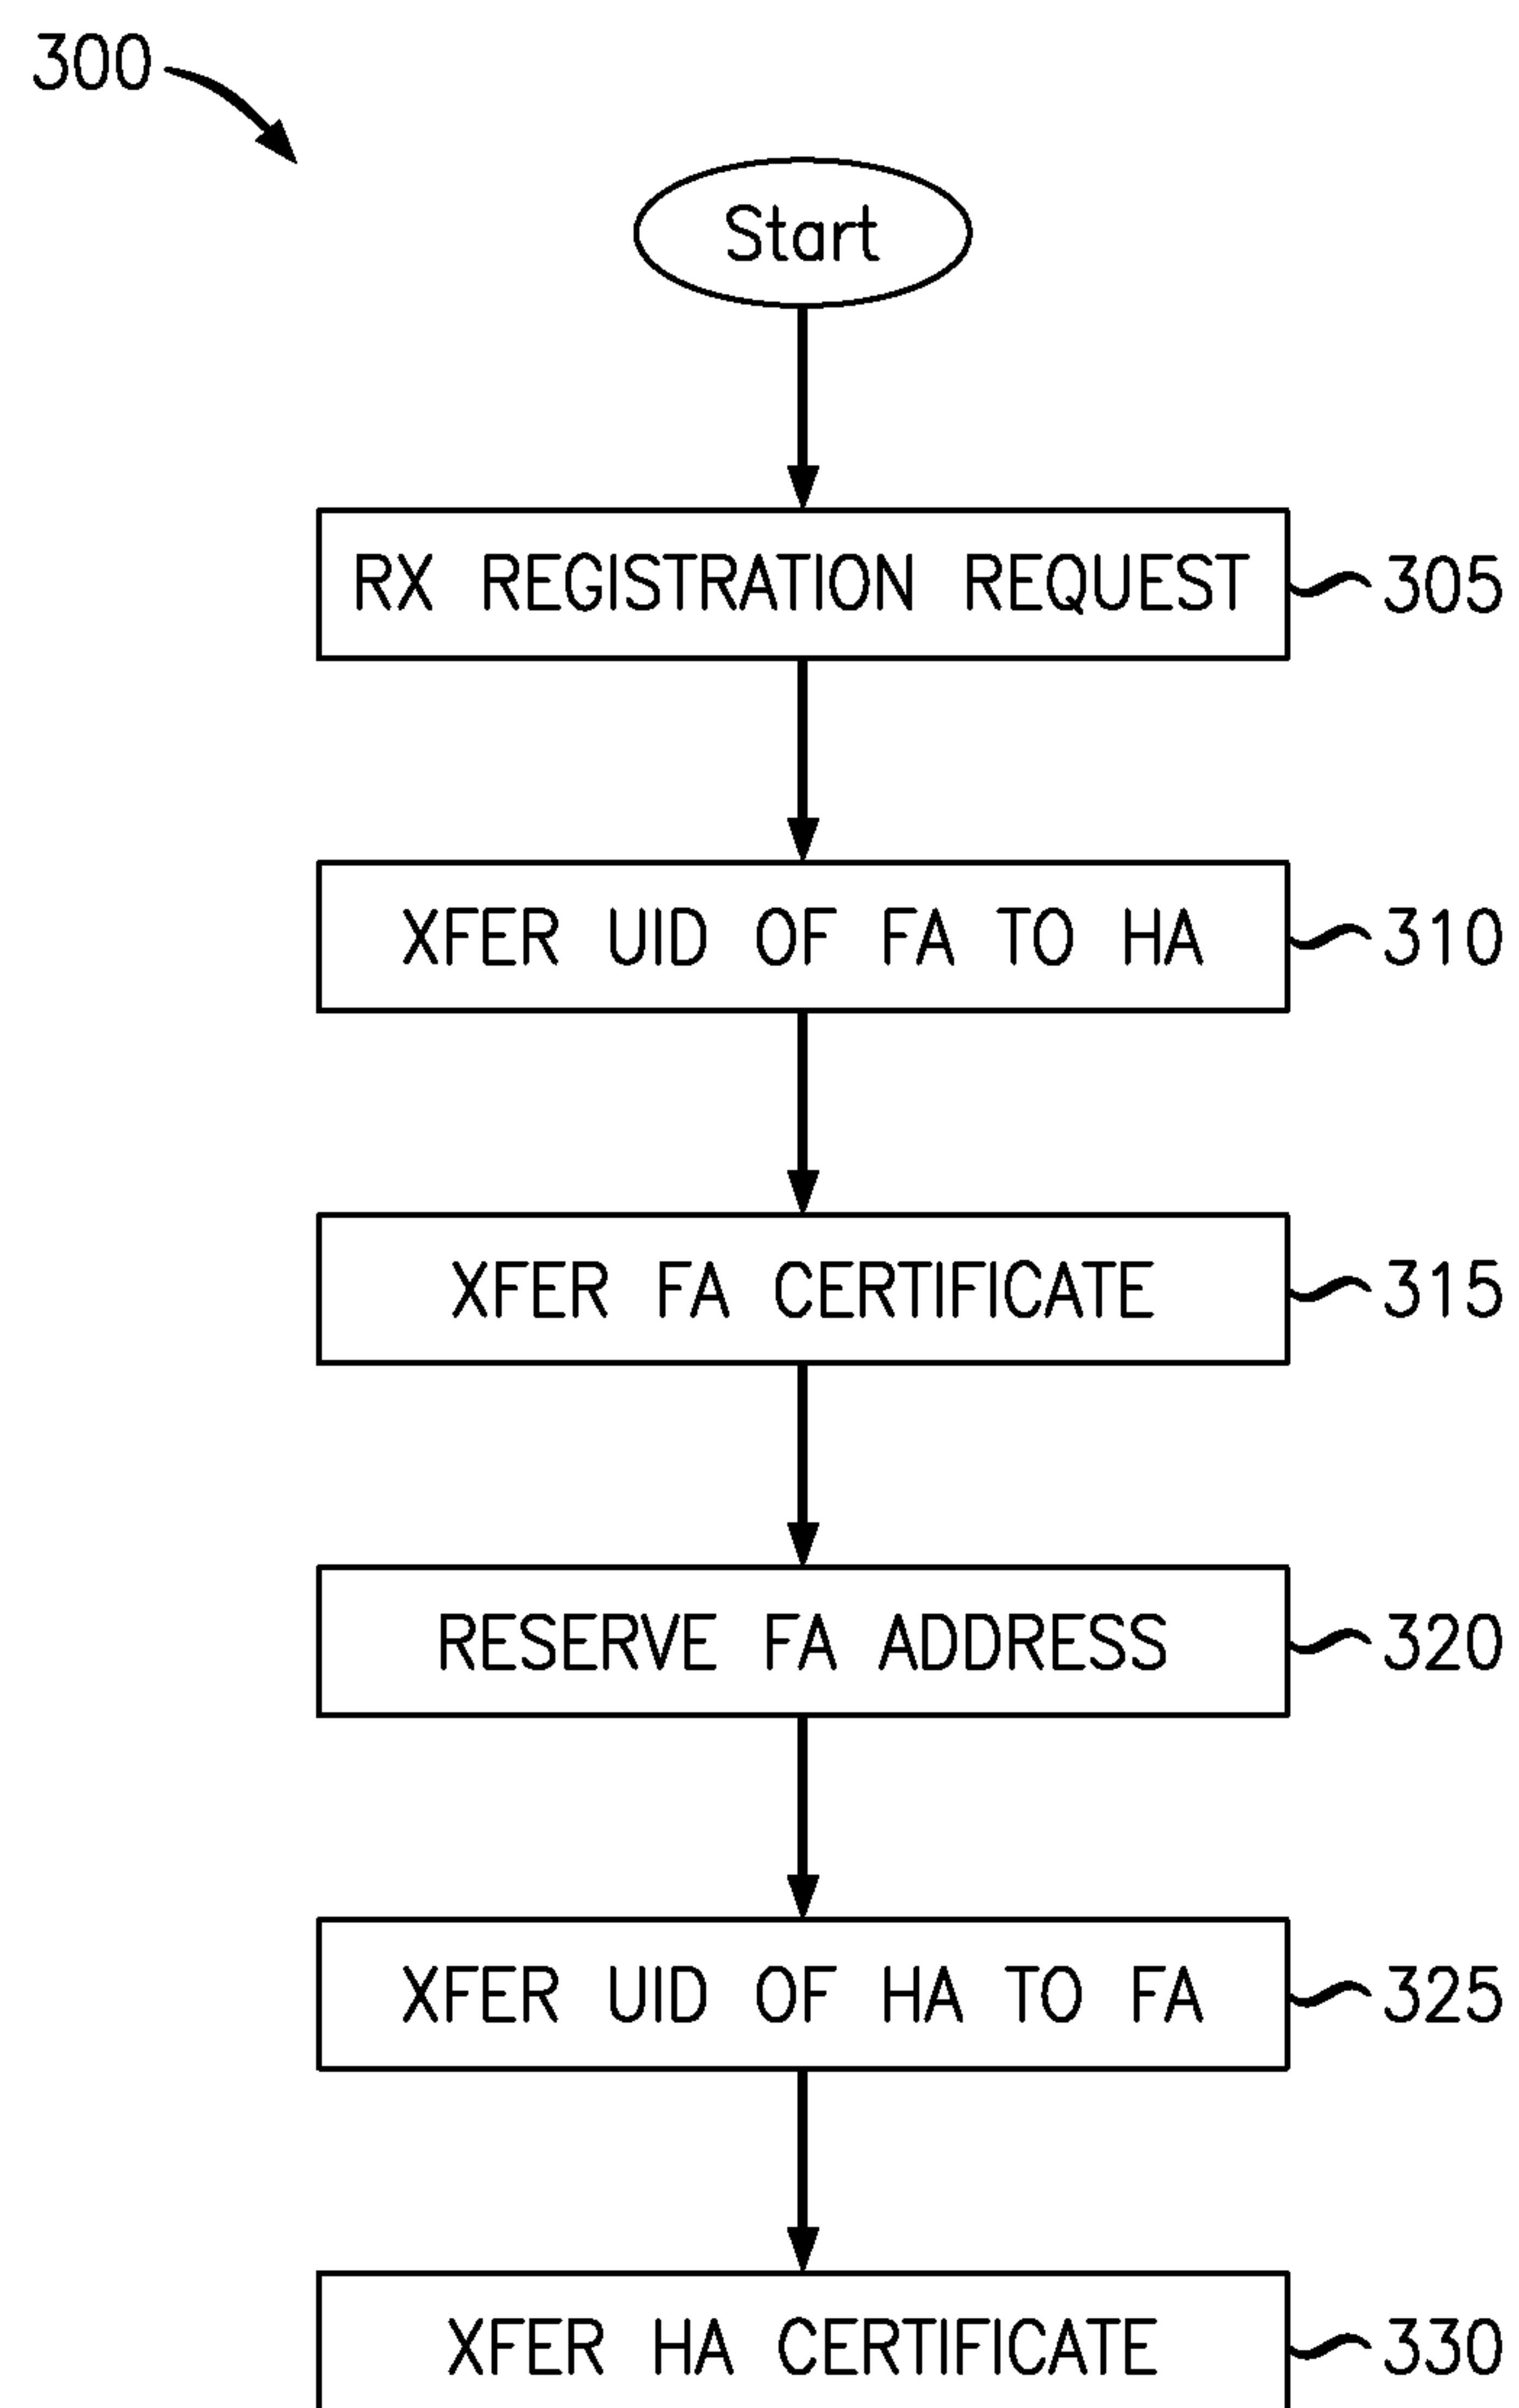 300
Start
RX REGISTRATION REQUEST 305
XFER UID OF FA TO HA 310
XFER FA CERTIFICATE 315
RESERVE FA ADDRESS 320
XFER UID OF HA TO FA 325
XFER HA CERTIFICATE 330